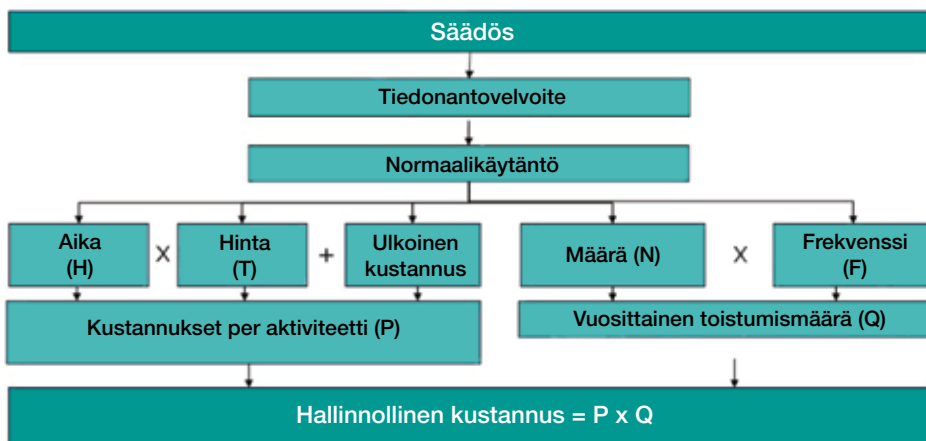 Säädös
Tiedonantovelvoite
Normaalikäytäntö
Aika
(H)
X
Hinta
(T)
+
Ulkoinen
kustannus
Määrä (N)
X
Frekvenssi
(F)
Kustannukset per aktiviteetti (P)
Vuosittainen toistumismäärä (Q)
Hallinnollinen kustannus = P x Q